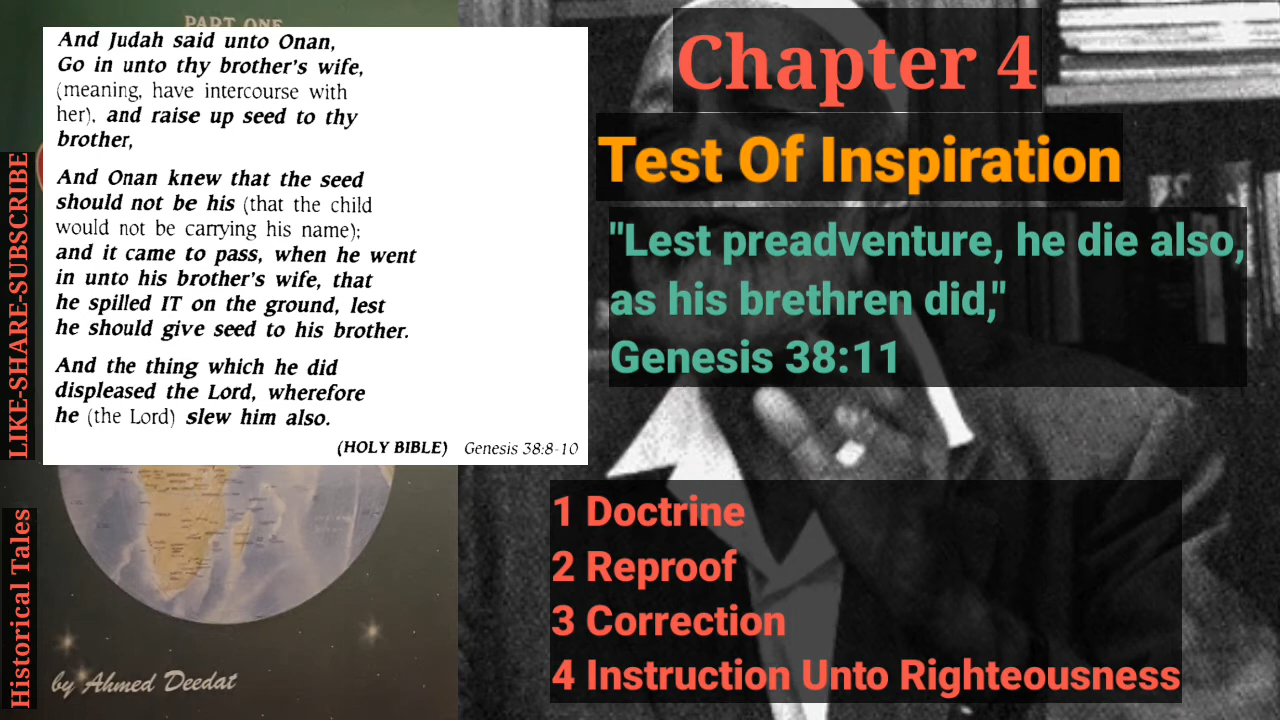 PART ONE
And Judah said unto Onan,
Go in unto thy brother's wife,
(meaning, have intercourse with
her), and raise up seed to thy
brother,
And Onan knew that the seed
should not be his (that the child
would not be carrying his name);
and it came to pass, when he went
in unto his brother's wife, that
he spilled IT on the ground, lest
he should give seed to his brother.
And the thing which he did
displeased the Lord, wherefore
he (the Lord) slew him also.
(HOLY BIBLE) Genesis 38:8-10
LIKE-SHARE-SUBSCRIBE
Historical Tales
by Ahmed Deedat
Chapter 4
Test Of Inspiration
"Lest preadventure, he die also,
as his brethren did,"
Genesis 38:11
1 Doctrine
2 Reproof
3 Correction
4 Instruction Unto Righteousness